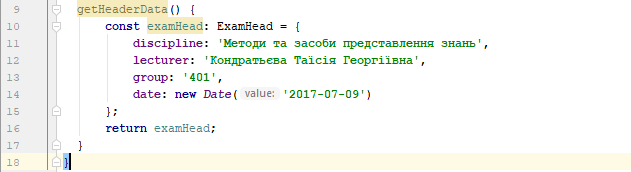 9 getHeaderData() {
10 const examHead: ExamHead = {
11 discipline: 'Методи та засоби представлення знань',
12 lecturer: 'Кондратьєва Таїсія Георгіївна',
13 group: '401',
14 date: new Date( value: '2017-07-09')
15 };
16 return examHead;
17 }
18 }